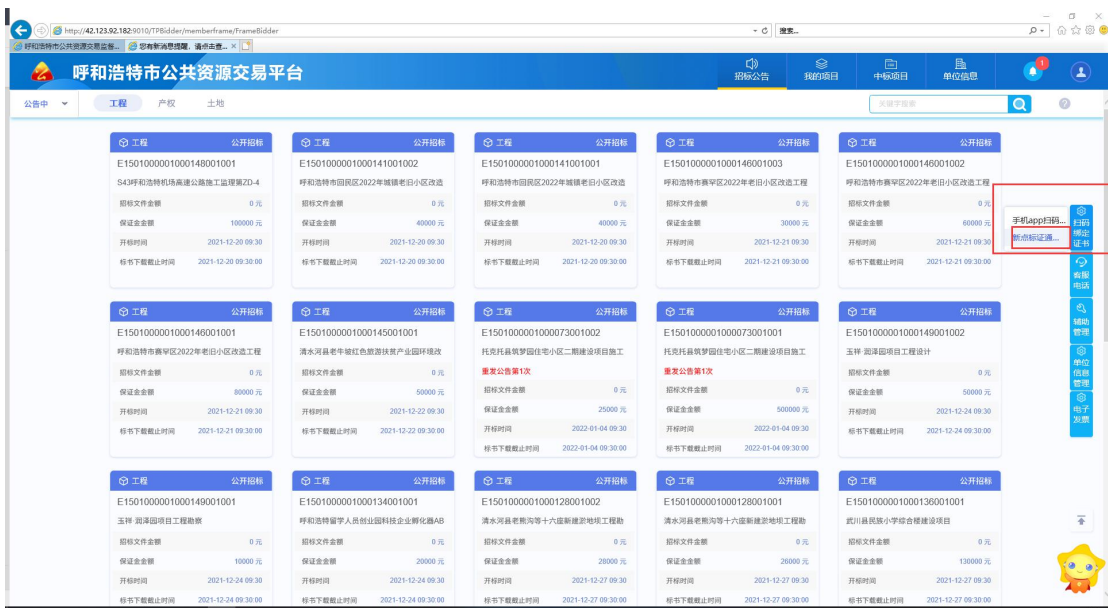 http://42.123.92.182:9010/TPBidder/memberframe/FrameBidder
搜索...
呼和浩特市公共资源交易监督...
您有新消息提醒，请点击查...
呼和浩特市公共资源交易平台
招标公告 我的项目 中标项目 单位信息
1
公告中 工程 产权 土地
关键字搜索
工程 公开招标 工程 公开招标 工程 公开招标 工程 公开招标 工程 公开招标
E1501000001000148001001 E1501000001000141001002 E1501000001000141001001 E1501000001000146001003 E1501000001000146001002
S43呼和浩特机场高速公路施工监理第ZD-4 呼和浩特市回民区2022年城镇老旧小区改造 呼和浩特市回民区2022年城镇老旧小区改造 呼和浩特市赛罕区2022年老旧小区改造工程 呼和浩特市赛罕区2022年老旧小区改造工程
招标文件金额 0 元 招标文件金额 0 元 招标文件金额 0 元 招标文件金额 0 元 招标文件金额 0 元
保证金金额 100000 元 保证金金额 40000 元 保证金金额 40000 元 保证金金额 30000 元 保证金金额 60000 元
开标时间 2021-12-20 09:30 开标时间 2021-12-20 09:30 开标时间 2021-12-20 09:30 开标时间 2021-12-21 09:30 开标时间 2021-12-21 09:30
标书下载截止时间 2021-12-20 09:30:00 标书下载截止时间 2021-12-20 09:30:00 标书下载截止时间 2021-12-20 09:30:00 标书下载截止时间 2021-12-21 09:30:00 标书下载截止时间 2021-12-21 09:30:00
手机app扫码...
新点标证通...
扫码
绑定
证书
客服
电话
辅助
管理
单位
信息
管理
电子
发票
工程 公开招标 工程 公开招标 工程 公开招标 工程 公开招标 工程 公开招标
E1501000001000146001001 E1501000001000145001001 E1501000001000073001002 E1501000001000073001001 E1501000001000149001002
呼和浩特市赛罕区2022年老旧小区改造工程 清水河县老牛坡红色旅游扶贫产业园环境改 托克托县筑梦园住宅小区二期建设项目施工 托克托县筑梦园住宅小区二期建设项目施工 玉祥·润泽园项目工程设计
重发公告第1次 重发公告第1次
招标文件金额 0 元 招标文件金额 0 元 招标文件金额 0 元 招标文件金额 0 元 招标文件金额 0 元
保证金金额 80000 元 保证金金额 50000 元 保证金金额 25000 元 保证金金额 500000 元 保证金金额 50000 元
开标时间 2021-12-21 09:30 开标时间 2021-12-22 09:30 开标时间 2022-01-04 09:30 开标时间 2022-01-04 09:30 开标时间 2021-12-24 09:30
标书下载截止时间 2021-12-21 09:30:00 标书下载截止时间 2021-12-22 09:30:00 标书下载截止时间 2022-01-04 09:30:00 标书下载截止时间 2022-01-04 09:30:00 标书下载截止时间 2021-12-24 09:30:00
工程 公开招标 工程 公开招标 工程 公开招标 工程 公开招标 工程 公开招标
E1501000001000149001001 E1501000001000134001001 E1501000001000128001002 E1501000001000128001001 E1501000001000136001001
玉祥·润泽园项目工程勘察 呼和浩特留学人员创业园科技企业孵化器AB 清水河县老熊沟等十六座新建淤地坝工程勘 清水河县老熊沟等十六座新建淤地坝工程勘 武川县民族小学综合楼建设项目
招标文件金额 0 元 招标文件金额 0 元 招标文件金额 0 元 招标文件金额 0 元 招标文件金额 0 元
保证金金额 10000 元 保证金金额 20000 元 保证金金额 28000 元 保证金金额 26000 元 保证金金额 130000 元
开标时间 2021-12-24 09:30 开标时间 2021-12-24 09:30 开标时间 2021-12-27 09:30 开标时间 2021-12-27 09:30 开标时间 2021-12-27 09:30
标书下载截止时间 2021-12-24 09:30:00 标书下载截止时间 2021-12-24 09:30:00 标书下载截止时间 2021-12-27 09:30:00 标书下载截止时间 2021-12-27 09:30:00 标书下载截止时间 2021-12-27 09:30:00